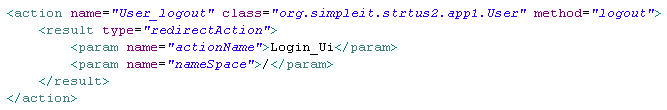 <action name="User_logout" class="org.simpleit.strtus2.app1.User" method="logout">
<result type="redirectAction">
<param name="actionName">Login_Ui</param>
<param name="nameSpace">/</param>
</result>
</action>